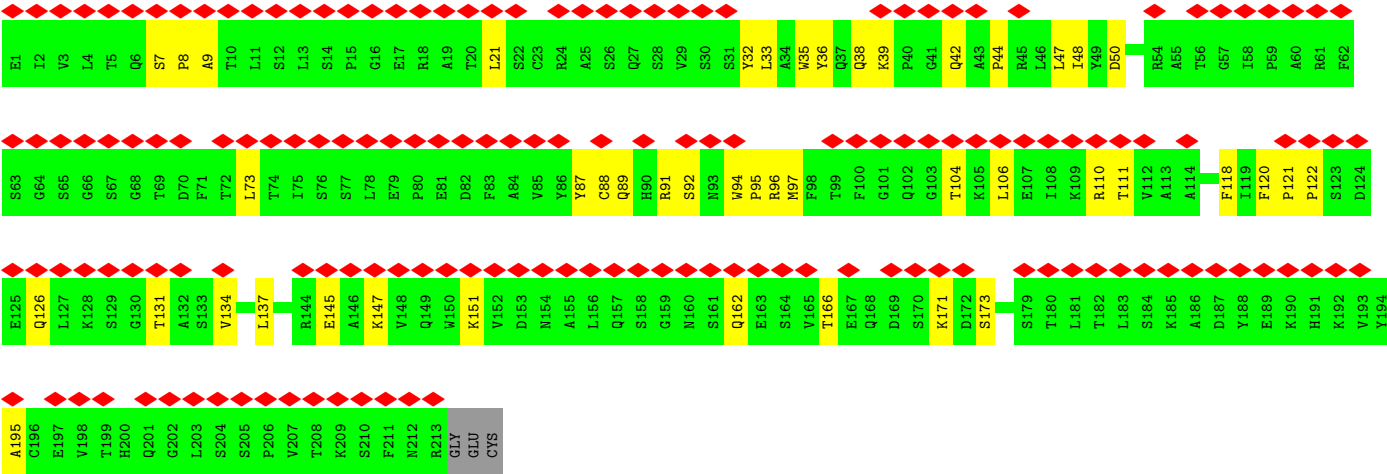 E1 I2 V3 L4 T5 Q6 S7 P8 A9 T10 L11 S12 L13 S14 P15 G16 E17 R18 A19 T20 L21 S22 C23 R24 A25 S26 Q27 S28 V29 S30 S31 Y32 L33 A34 W35 Y36 Q37 Q38 K39 P40 G41 Q42 A43 P44 R45 L46 L47 I48 Y49 D50 R54 A55 T56 G57 I58 P59 A60 R61 F62
S63 G64 S65 G66 S67 G68 T69 D70 F71 T72 L73 T74 I75 S76 S77 L78 E79 P80 E81 D82 F83 A84 V85 Y86 Y87 C88 Q89 H90 R91 S92 N93 W94 P95 R96 M97 F98 T99 F100 G101 Q102 G103 T104 K105 L106 E107 I108 K109 R110 T111 V112 A113 A114 F118 I119 F120 P121 P122 S123 D124
E125 Q126 L127 K128 S129 G130 T131 A132 S133 V134 L137 R144 E145 A146 K147 V148 Q149 W150 K151 V152 D153 N154 A155 L156 Q157 S158 G159 N160 S161 Q162 E163 S164 V165 T166 E167 Q168 D169 S170 K171 D172 S173 S179 T180 L181 T182 L183 S184 K185 A186 D187 Y188 E189 K190 H191 K192 V193 Y194
A195 C196 E197 V198 T199 H200 Q201 G202 L203 S204 S205 P206 V207 T208 K209 S210 F211 N212 R213 GLY GLU CYS